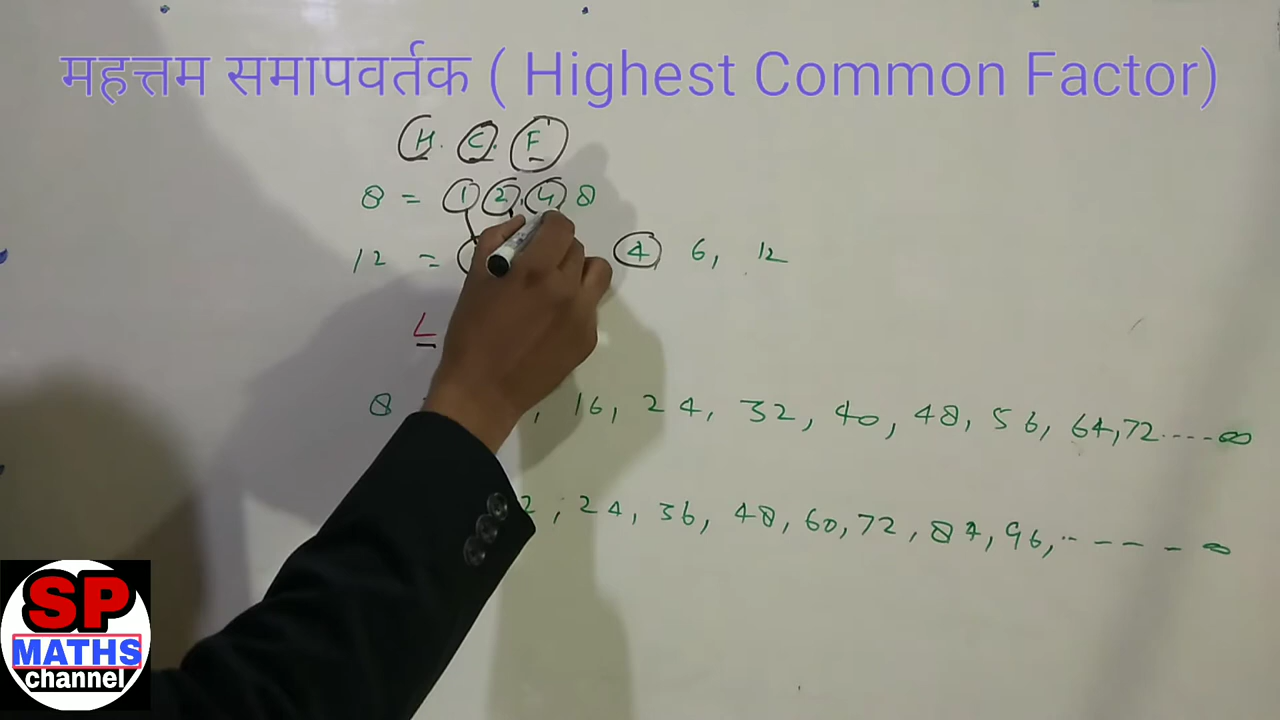 महत्तम समापवर्तक ( Highest Common Factor)
H. C. F
8 = 1 2, 4 8
12 = 4, 6, 12
L
8 , 16, 24, 32, 40, 48, 56, 64, 72 ---- ∞
2, 24, 36, 48, 60, 72, 84, 96, -- --- - ∞
SP
MATHS
channel